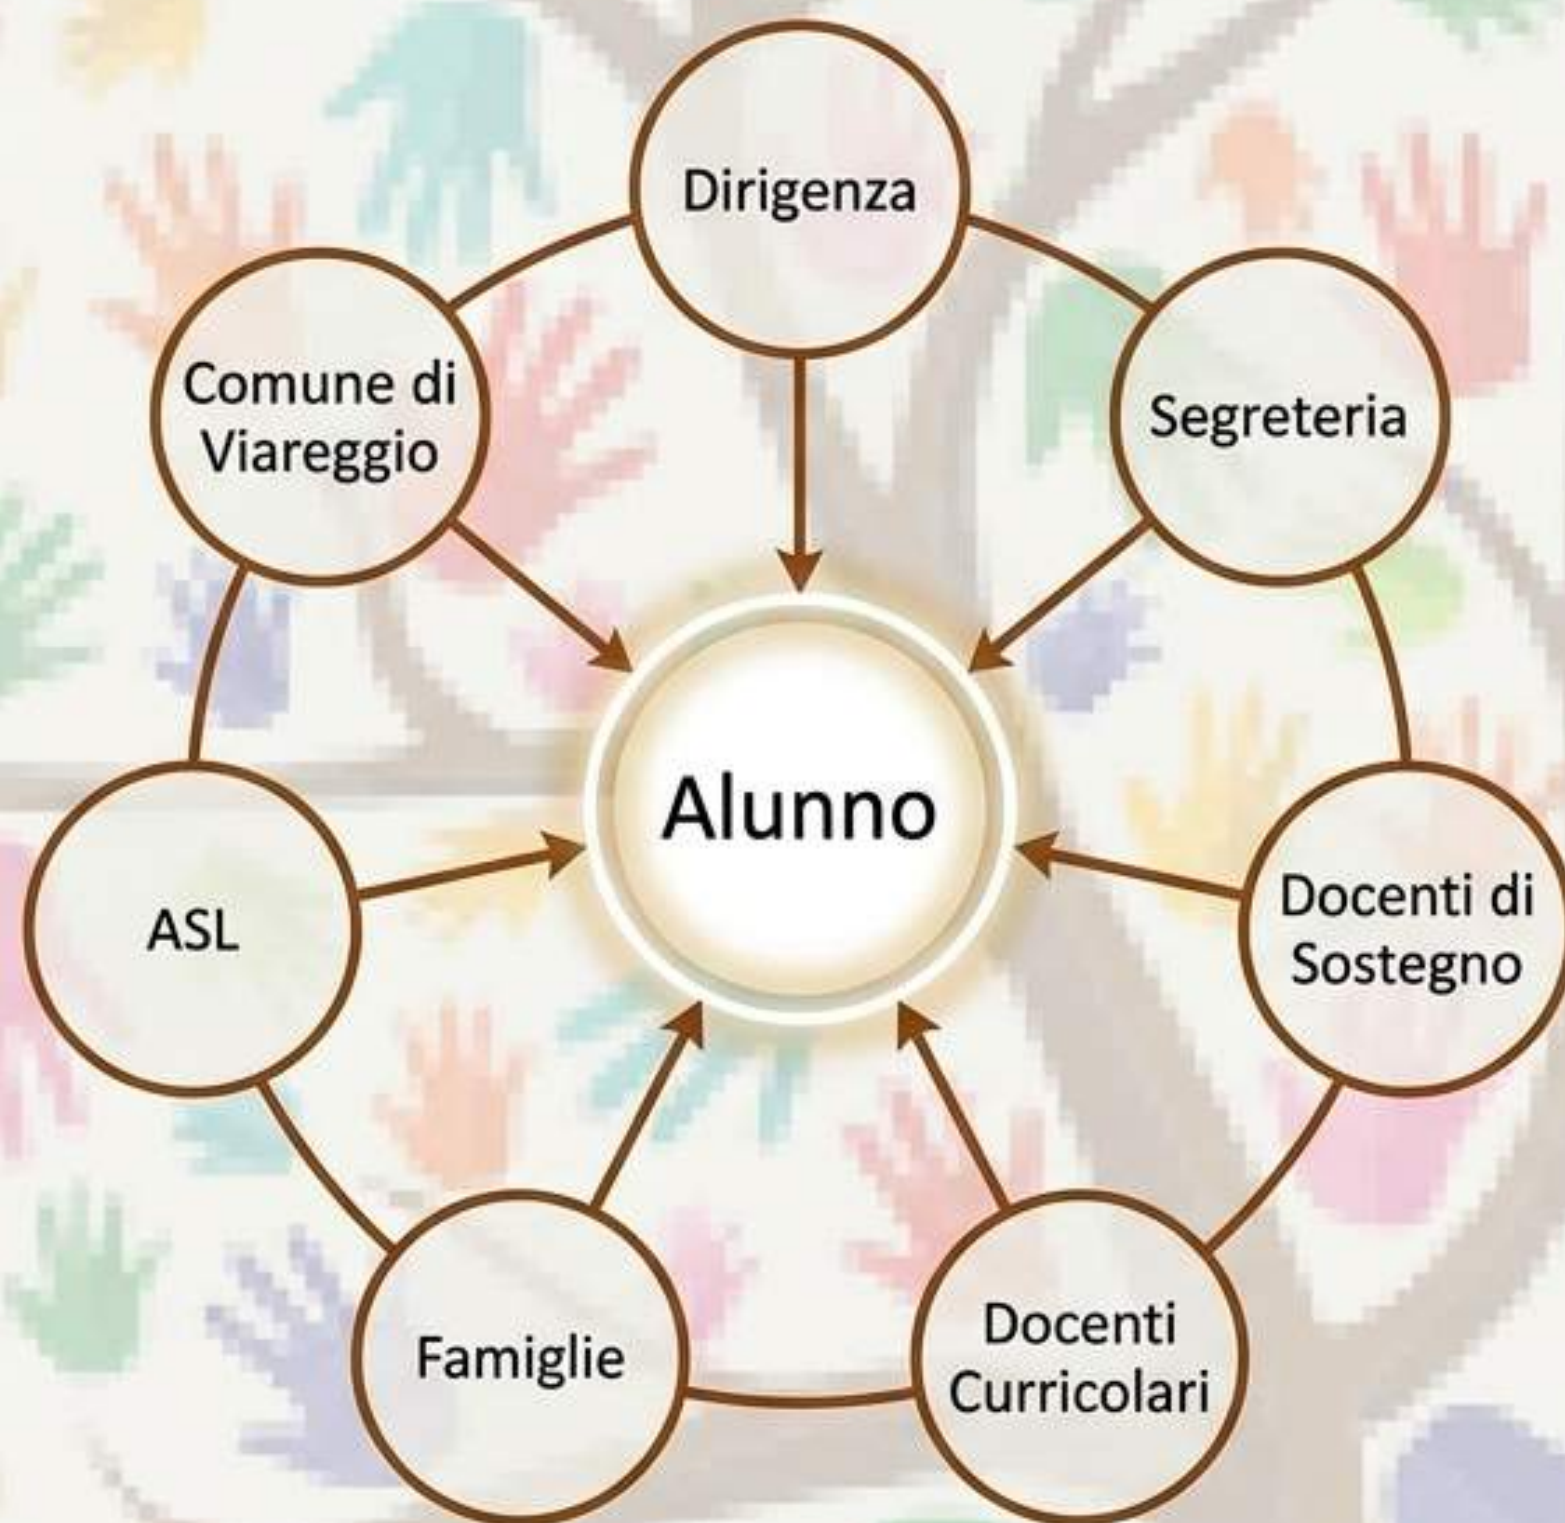 Dirigenza
Comune di
Viareggio
Segreteria
Alunno
ASL
Docenti di
Sostegno
Famiglie
Docenti
Curricolari